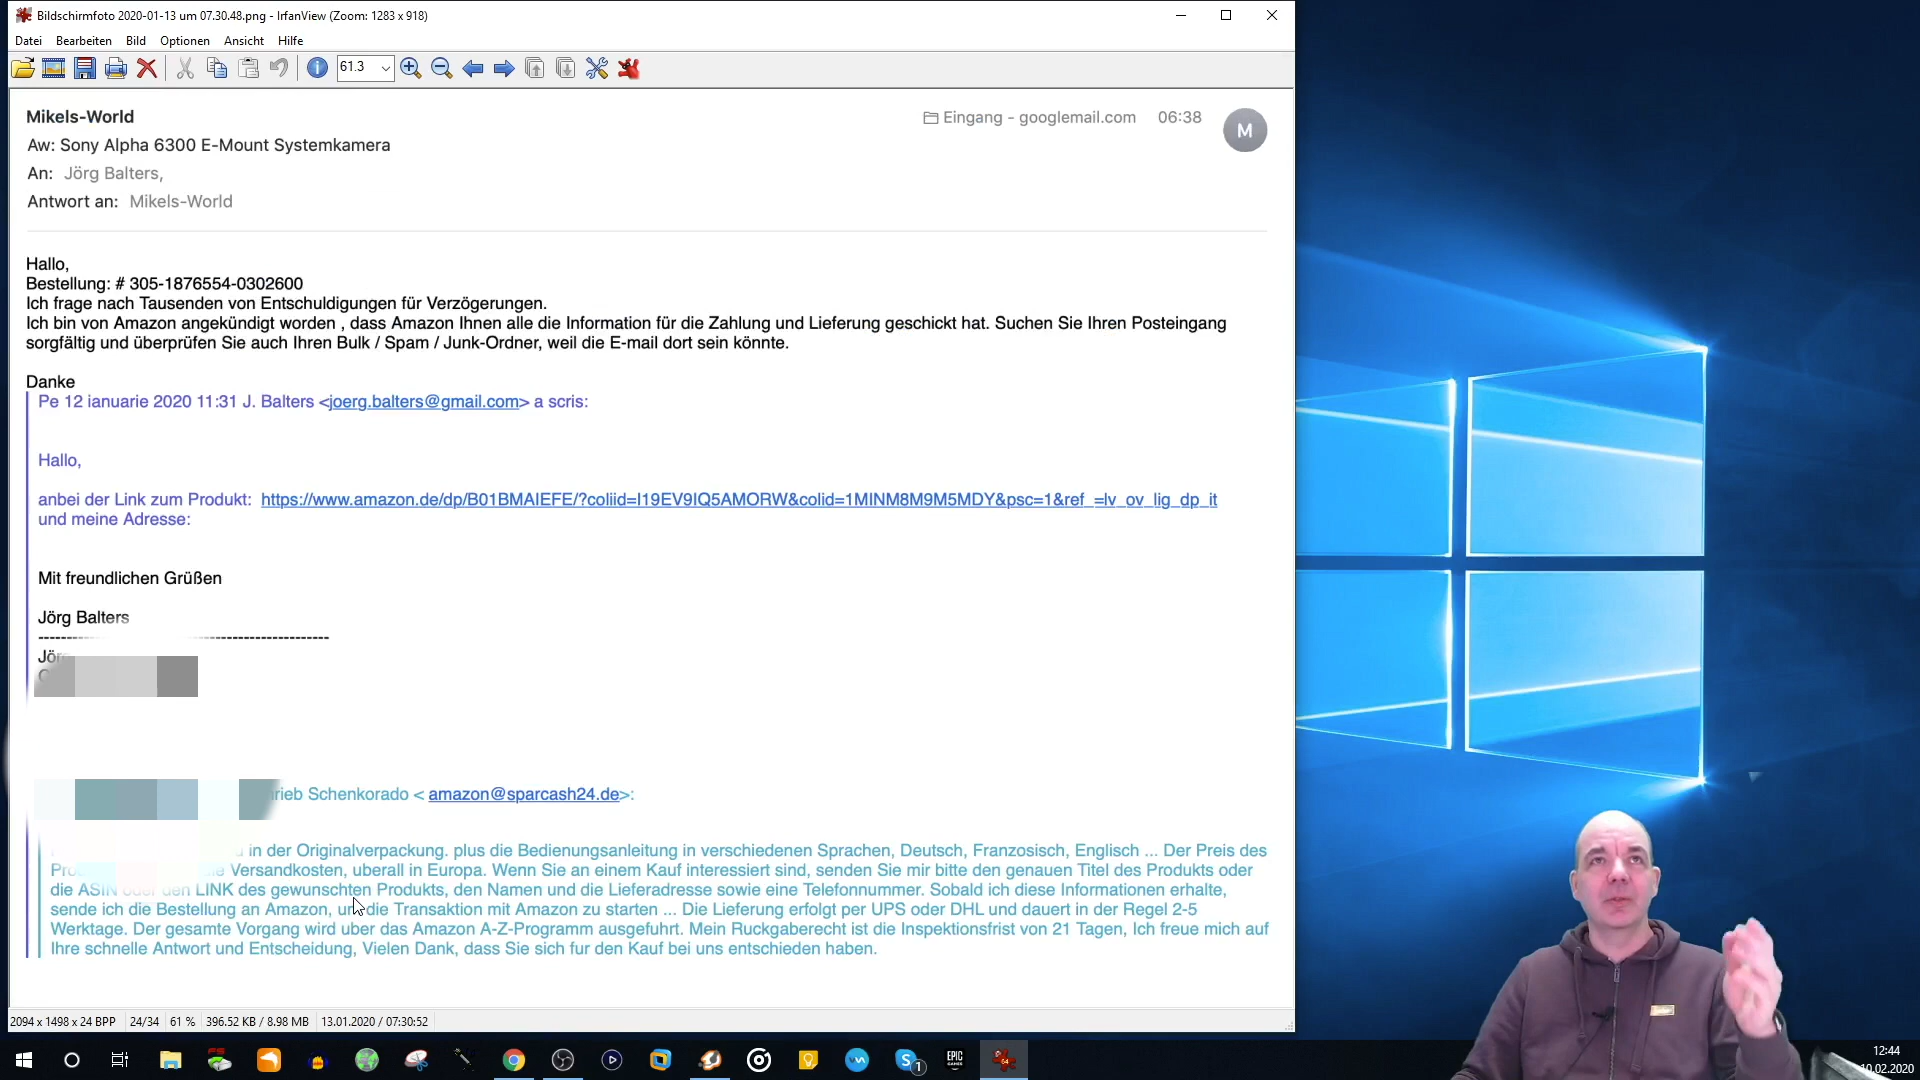 Bildschirmfoto 2020-01-13 um 07.30.48.png - IrfanView (Zoom: 1283 x 918)
Datei Bearbeiten Bild Optionen Ansicht Hilfe
61.3
Mikels-World
Eingang - googlemail.com 06:38
M
Aw: Sony Alpha 6300 E-Mount Systemkamera
An: Jörg Balters,
Antwort an: Mikels-World
Hallo,
Bestellung: # 305-1876554-0302600
Ich frage nach Tausenden von Entschuldigungen für Verzögerungen.
Ich bin von Amazon angekündigt worden , dass Amazon Ihnen alle die Information für die Zahlung und Lieferung geschickt hat. Suchen Sie Ihren Posteingang
sorgfältig und überprüfen Sie auch Ihren Bulk / Spam / Junk-Ordner, weil die E-mail dort sein könnte.
Danke
Pe 12 ianuarie 2020 11:31 J. Balters <joerg.balters@gmail.com> a scris:
Hallo,
anbei der Link zum Produkt: https://www.amazon.de/dp/B01BMAIEFE/?coliid=I19EV9IQ5AMORW&colid=1MINM8M9M5MDY&psc=1&ref_=lv_ov_lig_dp_it
und meine Adresse:
Mit freundlichen Grüßen
Jörg Balters
Schenkorado < amazon@sparcash24.de>:
in der Originalverpackung. plus die Bedienungsanleitung in verschiedenen Sprachen, Deutsch, Franzosisch, Englisch ... Der Preis des
Versandkosten, uberall in Europa. Wenn Sie an einem Kauf interessiert sind, senden Sie mir bitte den genauen Titel des Produkts oder
die ASIN oder den LINK des gewunschten Produkts, den Namen und die Lieferadresse sowie eine Telefonnummer. Sobald ich diese Informationen erhalte,
sende ich die Bestellung an Amazon, um die Transaktion mit Amazon zu starten ... Die Lieferung erfolgt per UPS oder DHL und dauert in der Regel 2-5
Werktage. Der gesamte Vorgang wird uber das Amazon A-Z-Programm ausgefuhrt. Mein Ruckgaberecht ist die Inspektionsfrist von 21 Tagen, Ich freue mich auf
Ihre schnelle Antwort und Entscheidung, Vielen Dank, dass Sie sich fur den Kauf bei uns entschieden haben.
2094 x 1498 x 24 BPP 24/34 61 % 396.52 KB / 8.98 MB 13.01.2020 / 07:30:52
EPIC
GAMES
12:44
10.02.2020